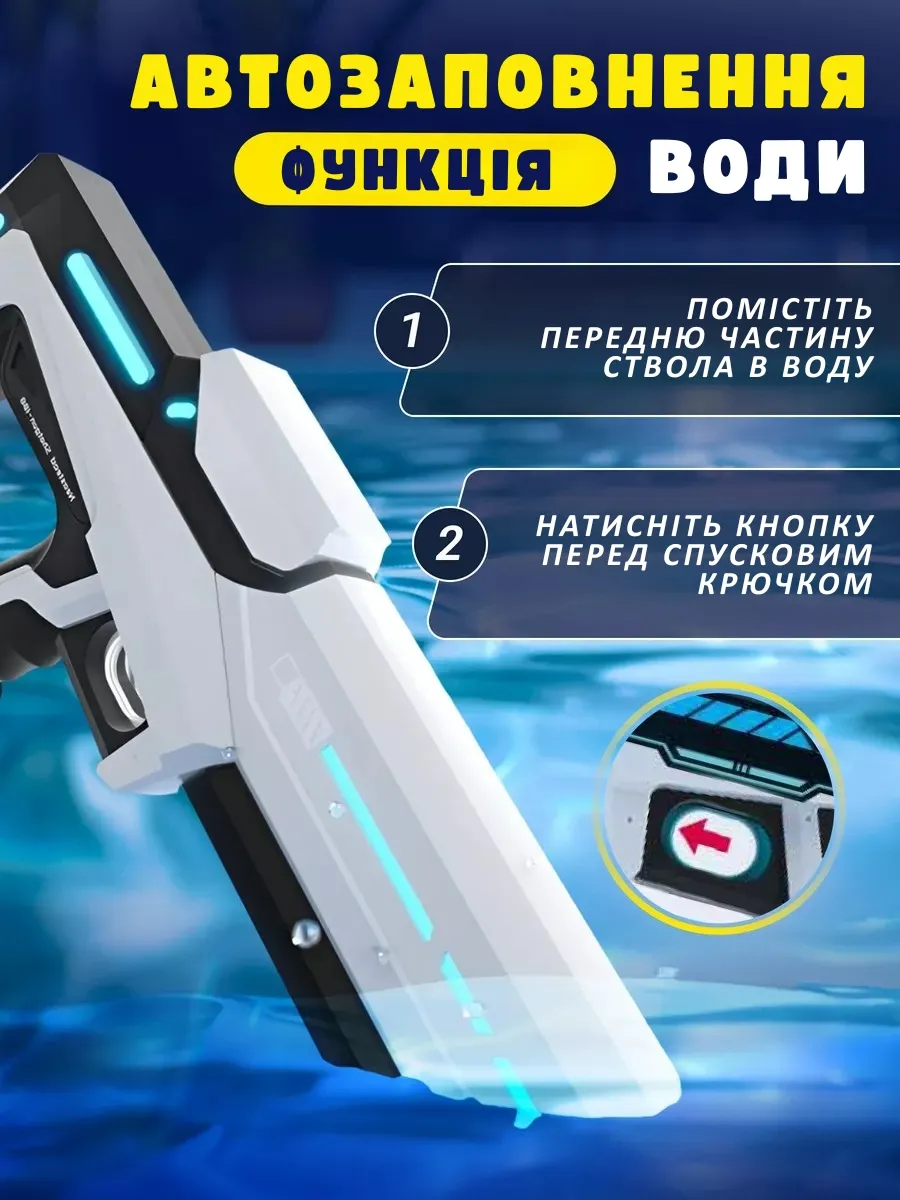 АВТОЗАПОВНЕННЯ
ФУНКЦІЯ ВОДИ
1
ПОМІСТІТЬ
ПЕРЕДНЮ ЧАСТИНУ
СТВОЛА В ВОДУ
2
НАТИСНІТЬ КНОПКУ
ПЕРЕД СПУСКОВИМ
КРЮЧКОМ